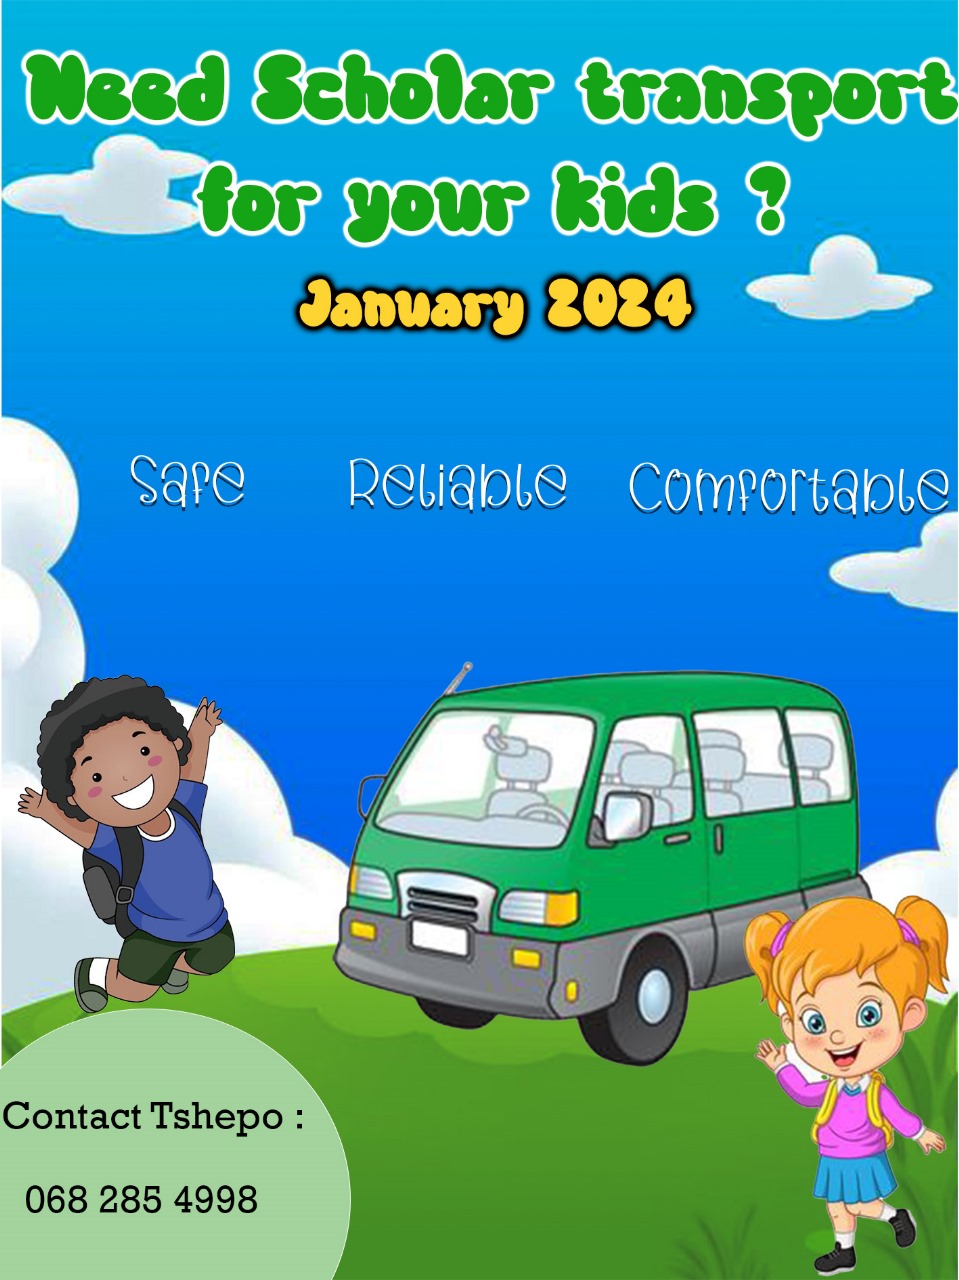 Need Scholar transport
for your kids ?
January 2024
Safe Reliable Comfortable
Contact Tshepo :
068 285 4998